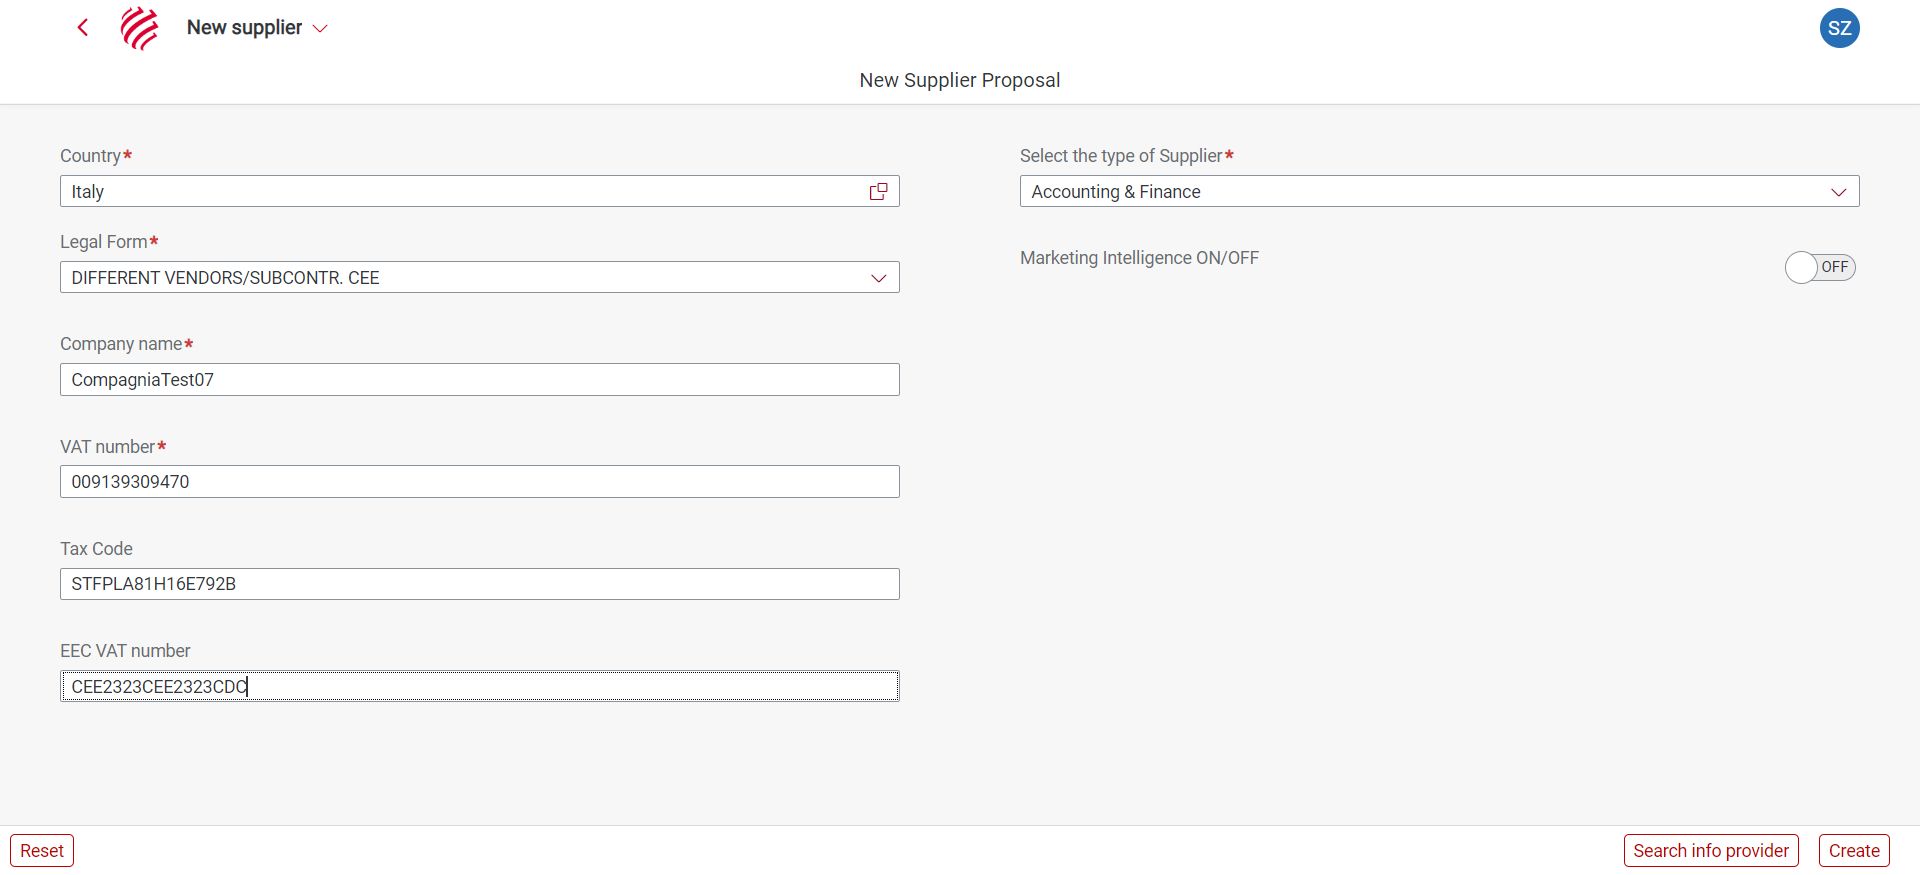 New supplier
SZ
New Supplier Proposal
Country*
Italy
Legal Form*
DIFFERENT VENDORS/SUBCONTR. CEE
Company name*
CompagniaTest07
VAT number*
009139309470
Tax Code
STFPLA81H16E792B
EEC VAT number
CEE2323CEE2323CDC
Select the type of Supplier*
Accounting & Finance
Marketing Intelligence ON/OFF
OFF
Reset
Search info provider
Create